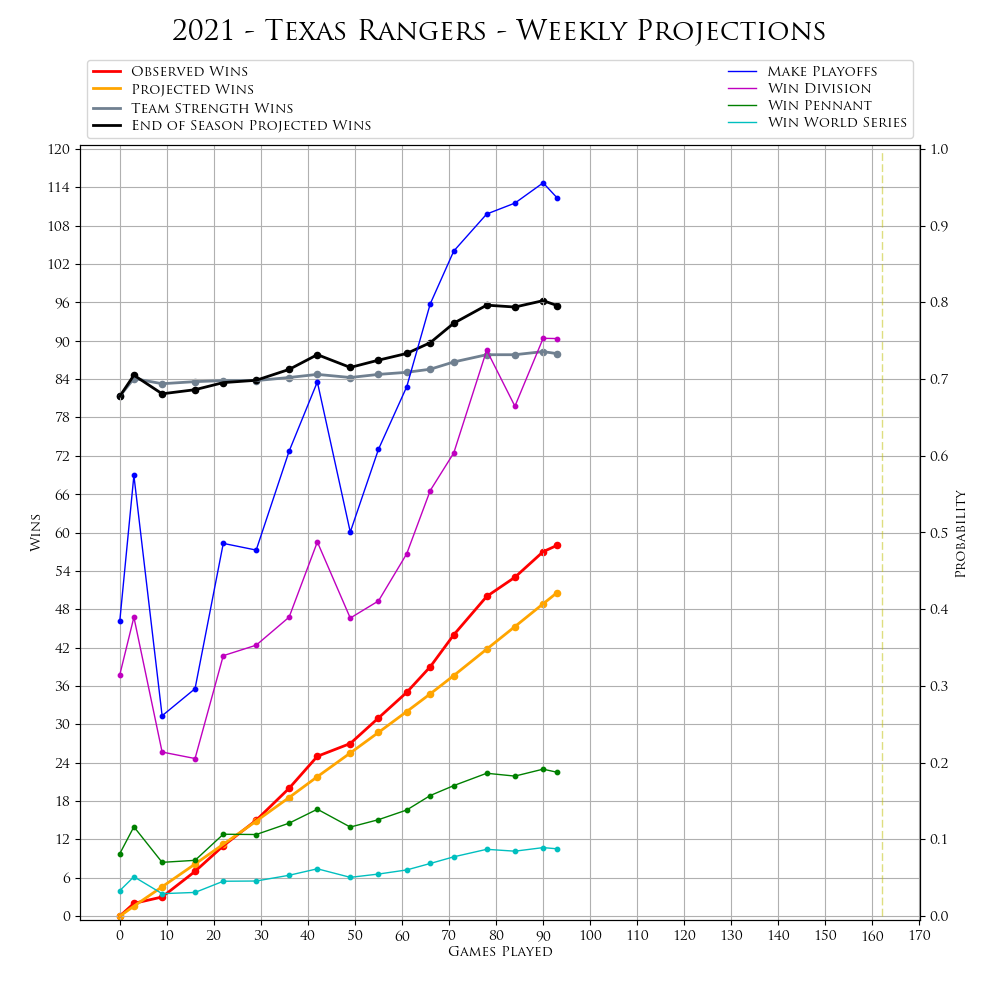 2021 - Texas Rangers - Weekly Projections
Observed Wins
Projected Wins
Team Strength Wins
End of Season Projected Wins
Make Playoffs
Win Division
Win Pennant
Win World Series
120
114
108
102
96
90
84
78
72
66
60
54
48
42
36
30
24
18
12
6
0
Wins
1.0
0.9
0.8
0.7
0.6
0.5
0.4
0.3
0.2
0.1
0.0
Probability
0 10 20 30 40 50 60 70 80 90 100 110 120 130 140 150 160 170
Games Played